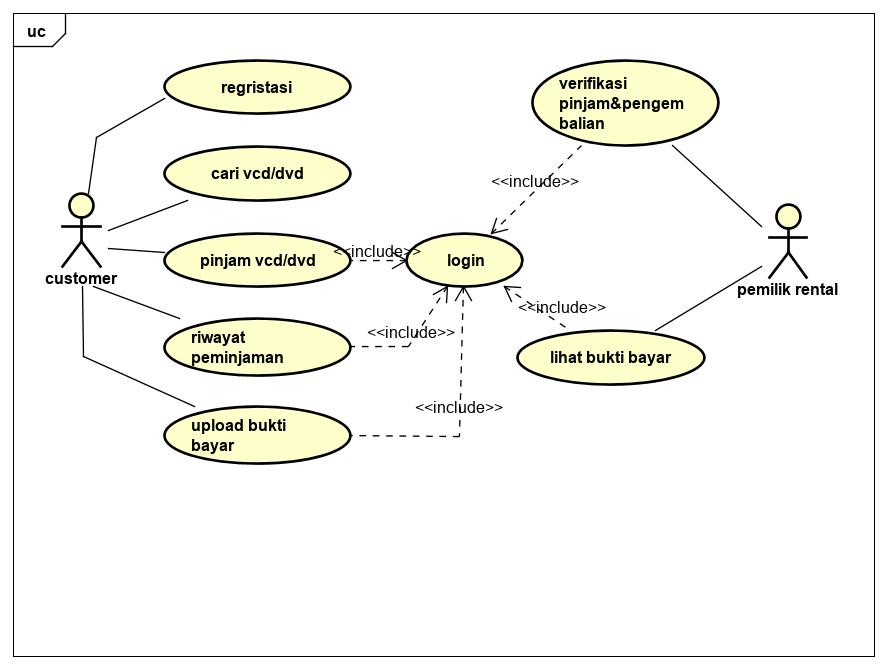 uc
regristasi
verifikasi
pinjam&pengem
balian
cari vcd/dvd
<<include>>
pinjam vcd/dvd
<<include>>
login
customer
pemilik rental
<<include>>
riwayat
peminjaman
<<include>>
lihat bukti bayar
<<include>>
upload bukti
bayar